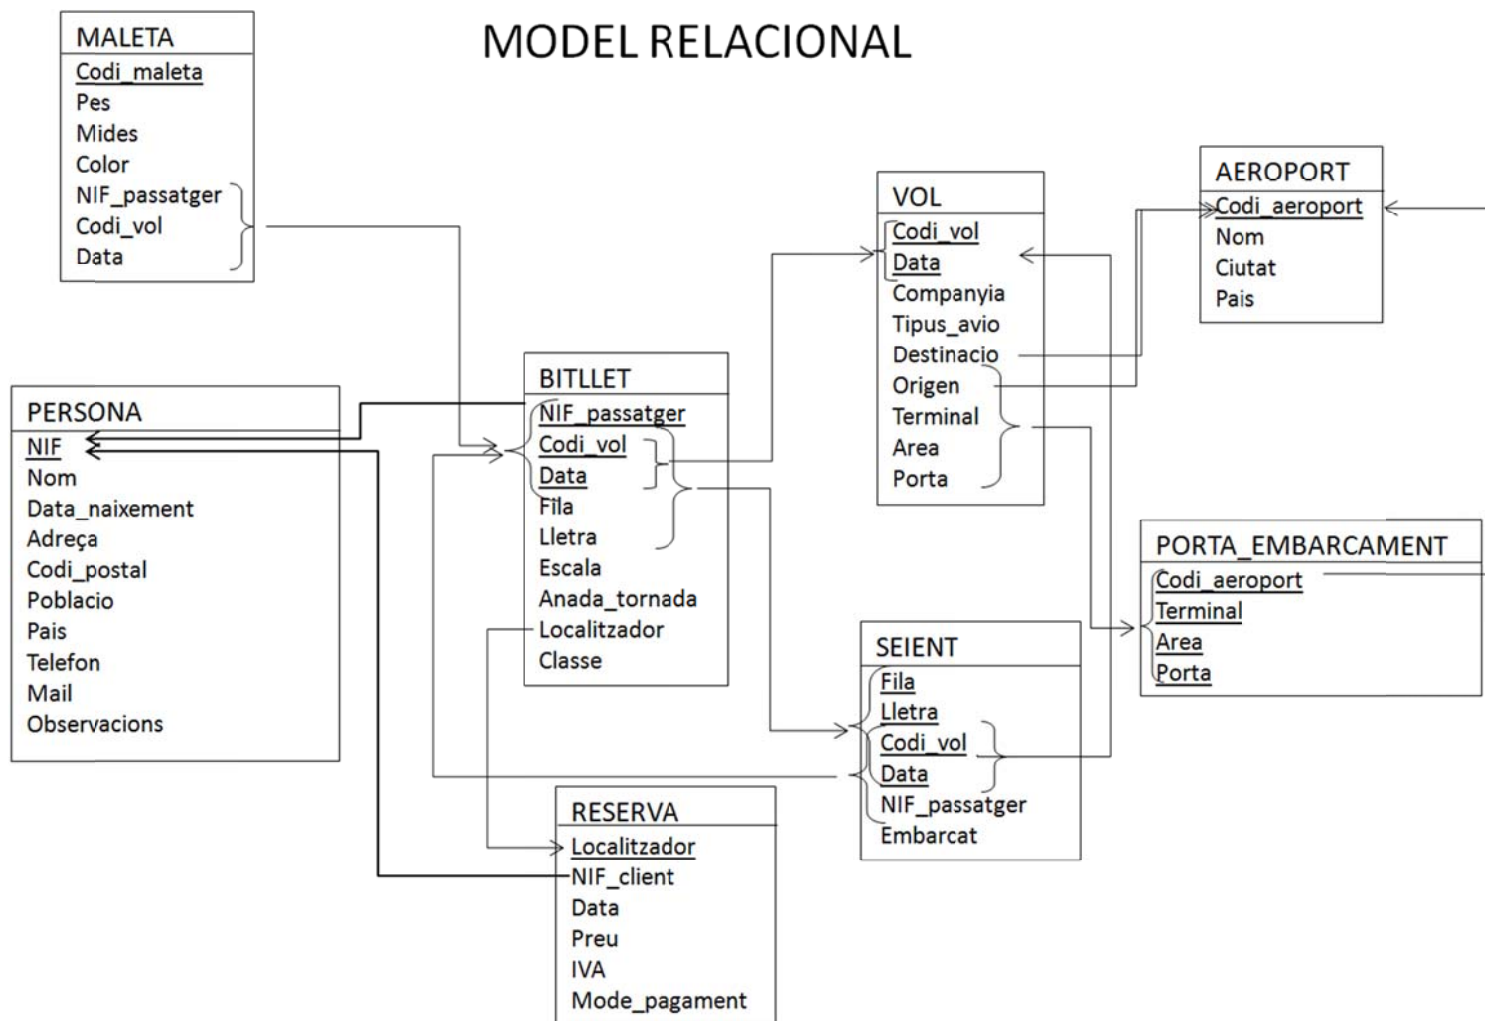 MODEL RELACIONAL
MALETA
Codi_maleta
Pes
Mides
Color
NIF_passatger
Codi_vol
Data
PERSONA
NIF
Nom
Data_naixement
Adreça
Codi_postal
Poblacio
Pais
Telefon
Mail
Observacions
BITLLET
NIF_passatger
Codi_vol
Data
Fila
Lletra
Escala
Anada_tornada
Localitzador
Classe
RESERVA
Localitzador
NIF_client
Data
Preu
IVA
Mode_pagament
VOL
Codi_vol
Data
Companyia
Tipus_avio
Destinacio
Origen
Terminal
Area
Porta
SEIENT
Fila
Lletra
Codi_vol
Data
NIF_passatger
Embarcat
AEROPORT
Codi_aeroport
Nom
Ciutat
Pais
PORTA_EMBARCAMENT
Codi_aeroport
Terminal
Area
Porta